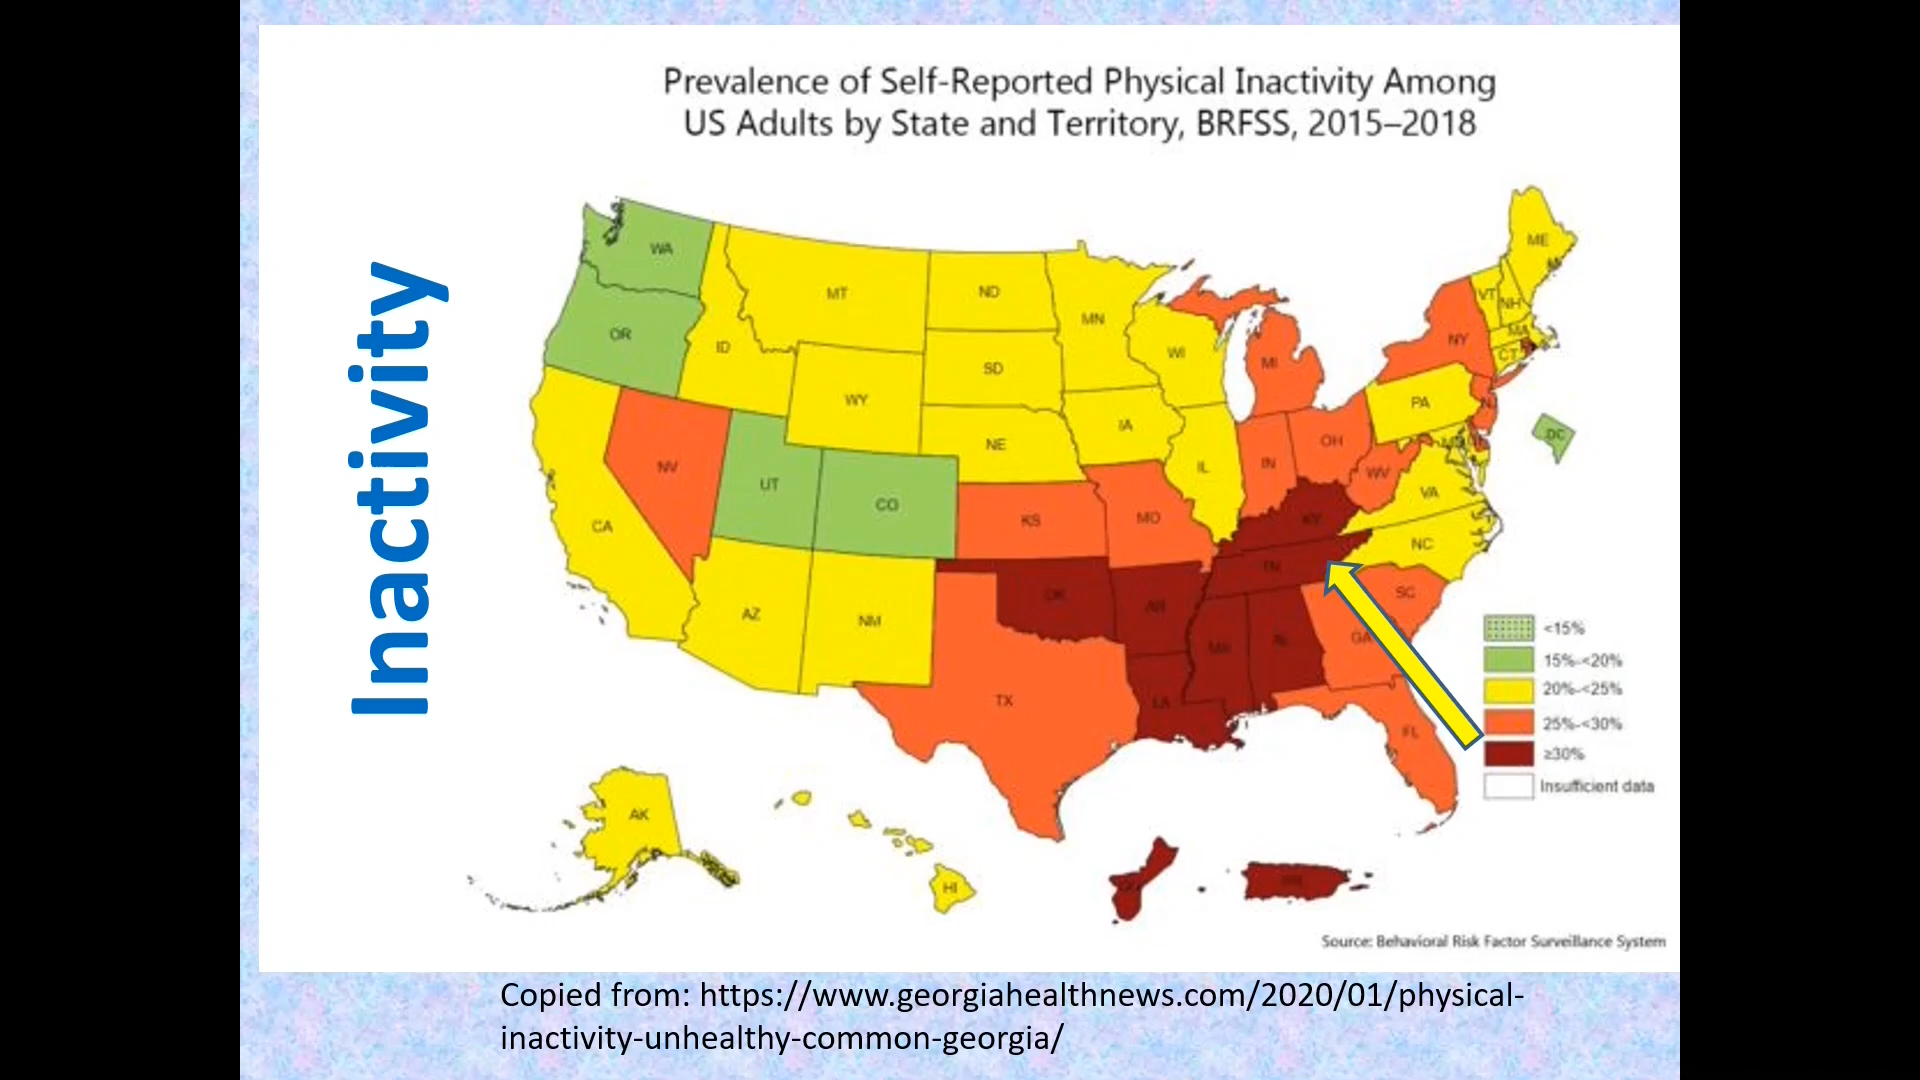 Prevalence of Self-Reported Physical Inactivity Among
US Adults by State and Territory, BRFSS, 2015–2018
Inactivity
WA
OR
ID
MT
ND
MN
SD
WY
WI
MI
NY
VT
NH
ME
MA
CT
NJ
PA
DC
NE
IA
IL
IN
OH
WV
VA
NV
UT
CO
CA
KS
MO
KY
NC
TN
SC
AZ
NM
OK
AR
AL
GA
TX
LA
FL
AK
HI
<15%
15%-<20%
20%-<25%
25%-<30%
≥30%
Insufficient data
Source: Behavioral Risk Factor Surveillance System
Copied from: https://www.georgiahealthnews.com/2020/01/physical-
inactivity-unhealthy-common-georgia/